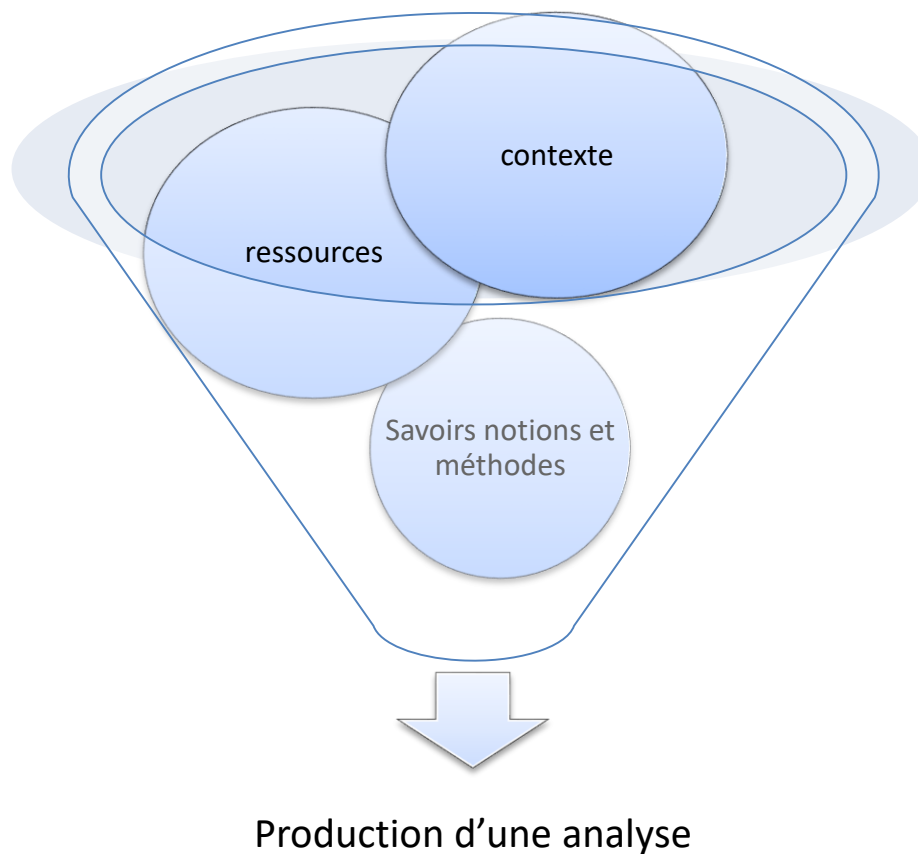 contexte
ressources
Savoirs notions et
méthodes
Production d’une analyse